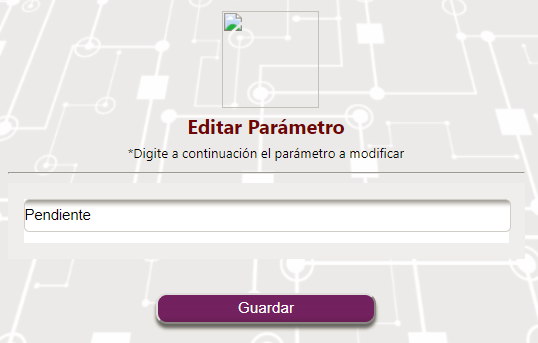 Editar Parámetro
*Digite a continuación el parámetro a modificar
Pendiente
Guardar